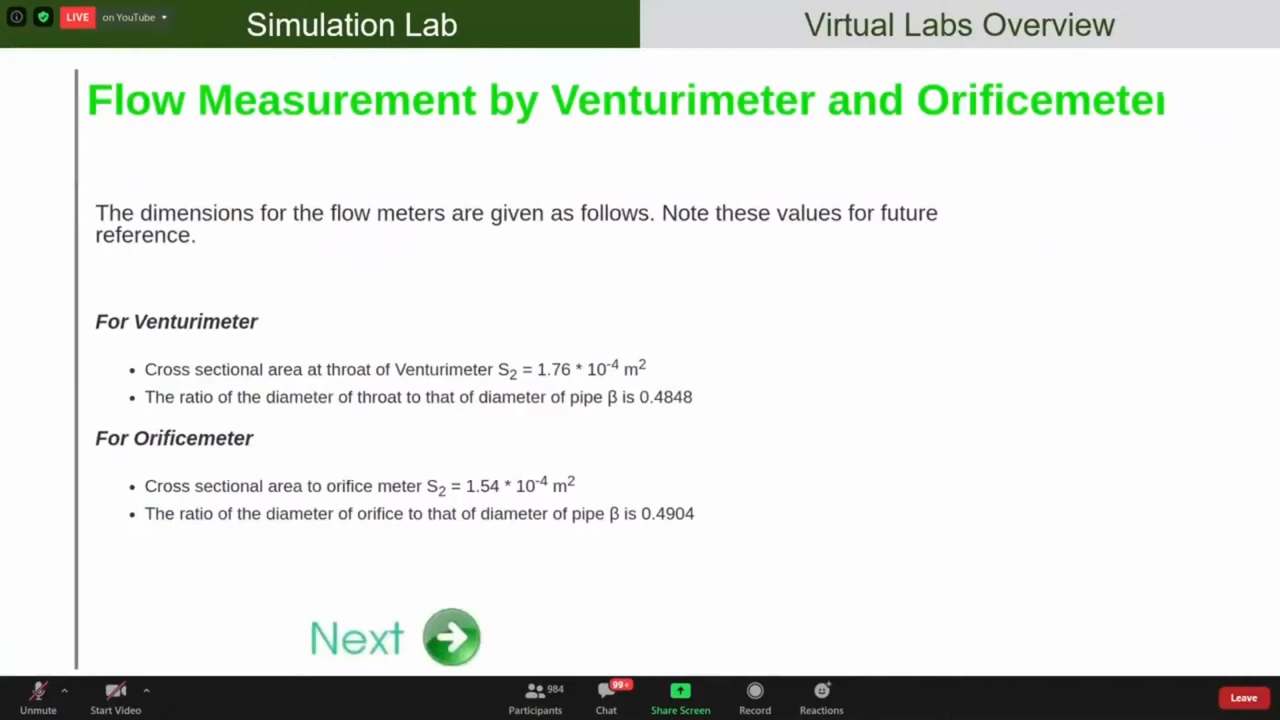 LIVE on YouTube
Simulation Lab
Virtual Labs Overview
Flow Measurement by Venturimeter and Orificemeter
The dimensions for the flow meters are given as follows. Note these values for future
reference.
For Venturimeter
• Cross sectional area at throat of Venturimeter S₂ = 1.76 * 10⁻⁴ m²
• The ratio of the diameter of throat to that of diameter of pipe β is 0.4848
For Orificemeter
• Cross sectional area to orifice meter S₂ = 1.54 * 10⁻⁴ m²
• The ratio of the diameter of orifice to that of diameter of pipe β is 0.4904
Next
984
99+
Unmute
Start Video
Participants
Chat
Share Screen
Record
Reactions
Leave